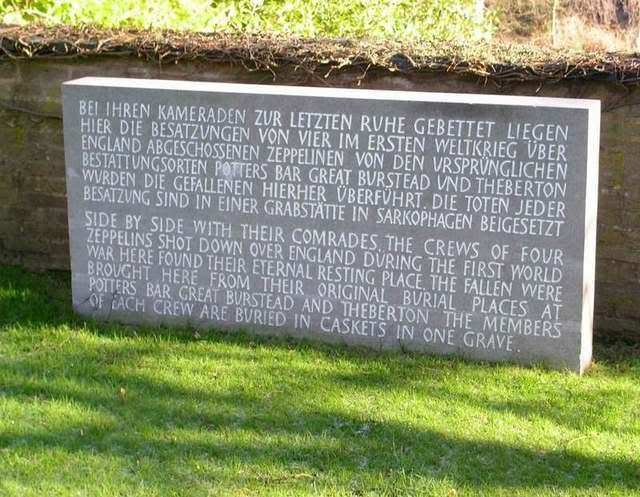 BEI IHREN KAMERADEN ZUR LETZTEN RUHE GEBETTET LIEGEN
HIER DIE BESATZUNGEN VON VIER IM ERSTEN WELTKRIEG ÜBER
ENGLAND ABGESCHOSSENEN ZEPPELINEN VON DEN URSPRÜNGLICHEN
BESTATTUNGSORTEN POTTERS BAR GREAT BURSTEAD UND THEBERTON
WURDEN DIE GEFALLENEN HIERHER ÜBERFÜHRT. DIE TOTEN JEDER
BESATZUNG SIND IN EINER GRABSTÄTTE IN SARKOPHAGEN BEIGESETZT
SIDE BY SIDE WITH THEIR COMRADES, THE CREWS OF FOUR
ZEPPELINS SHOT DOWN OVER ENGLAND DURING THE FIRST WORLD
WAR HERE FOUND THEIR ETERNAL RESTING PLACE. THE FALLEN WERE
BROUGHT HERE FROM THEIR ORIGINAL BURIAL PLACES AT
POTTERS BAR GREAT BURSTEAD AND THEBERTON THE MEMBERS
OF EACH CREW ARE BURIED IN CASKETS IN ONE GRAVE.